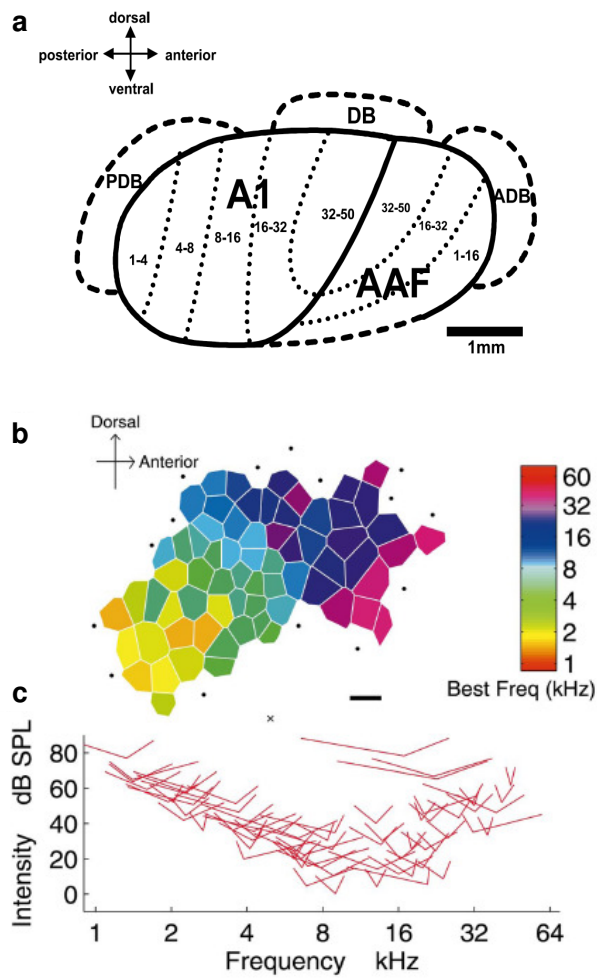 a
dorsal
posterior anterior
ventral
DB
PDB
A1
ADB
32-50
32-50
16-32
16-32
8-16
4-8
1-4
1-16
AAF
1mm
b
Dorsal
Anterior
60
32
16
8
4
2
1
Best Freq (kHz)
c
×
80
60
40
20
0
Intensity dB SPL
1 2 4 8 16 32 64
Frequency kHz